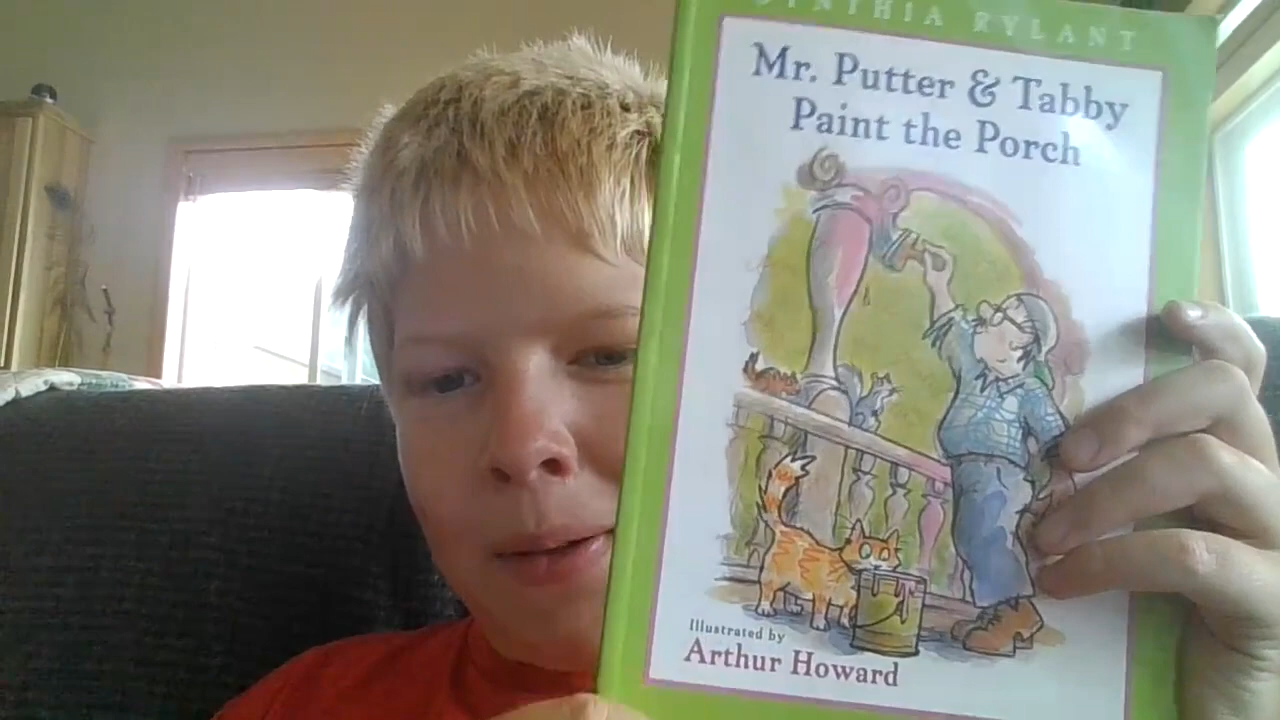 CYNTHIA RYLANT
Mr. Putter & Tabby
Paint the Porch
Illustrated by
Arthur Howard